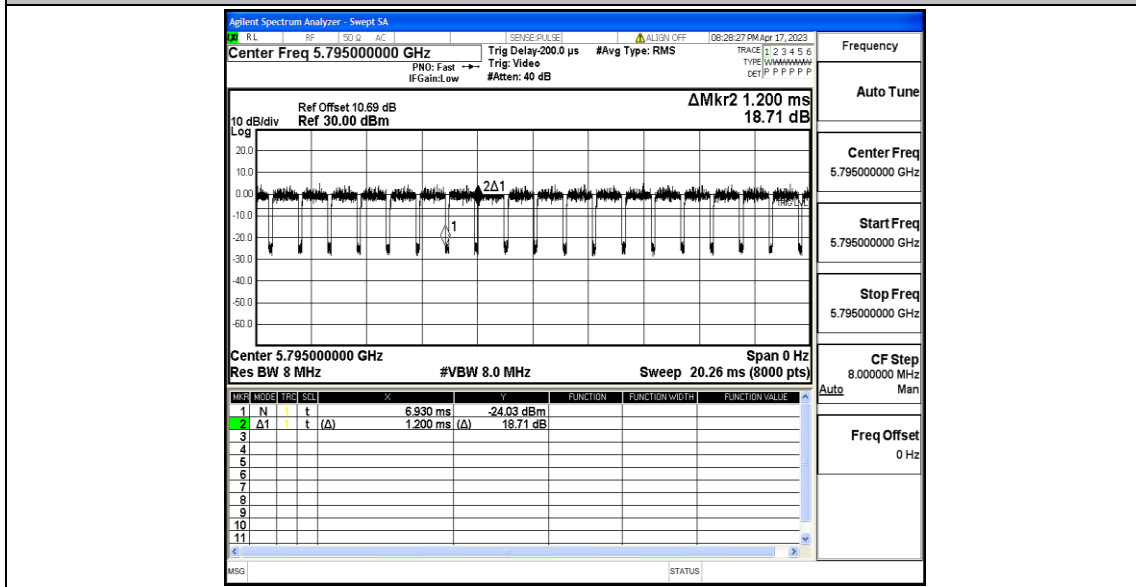 Agilent Spectrum Analyzer - Swept SA
RL RF 50 Ω AC SENSE:PULSE ALIGN OFF 08:28:27 PM Apr 17, 2023
Center Freq 5.795000000 GHz
PNO: Fast
IFGain:Low
Trig Delay-200.0 µs
Trig: Video
#Atten: 40 dB
#Avg Type: RMS
TRACE 1 2 3 4 5 6
TYPE
DET P P P P P P
ΔMkr2 1.200 ms
18.71 dB
Ref Offset 10.69 dB
10 dB/div Ref 30.00 dBm
Log
20.0
10.0
0.00
-10.0
-20.0
-30.0
-40.0
-50.0
-60.0
2Δ1
1
TRIG LVL
Center 5.795000000 GHz Span 0 Hz
Res BW 8 MHz #VBW 8.0 MHz Sweep 20.26 ms (8000 pts)
MKR MODE TRC SCL X Y FUNCTION FUNCTION WIDTH FUNCTION VALUE
1 N 1 t 6.930 ms -24.03 dBm
2 Δ1 1 t (Δ) 1.200 ms (Δ) 18.71 dB
3
4
5
6
7
8
9
10
11
MSG STATUS
Frequency
Auto Tune
Center Freq
5.795000000 GHz
Start Freq
5.795000000 GHz
Stop Freq
5.795000000 GHz
CF Step
8.000000 MHz
Auto Man
Freq Offset
0 Hz